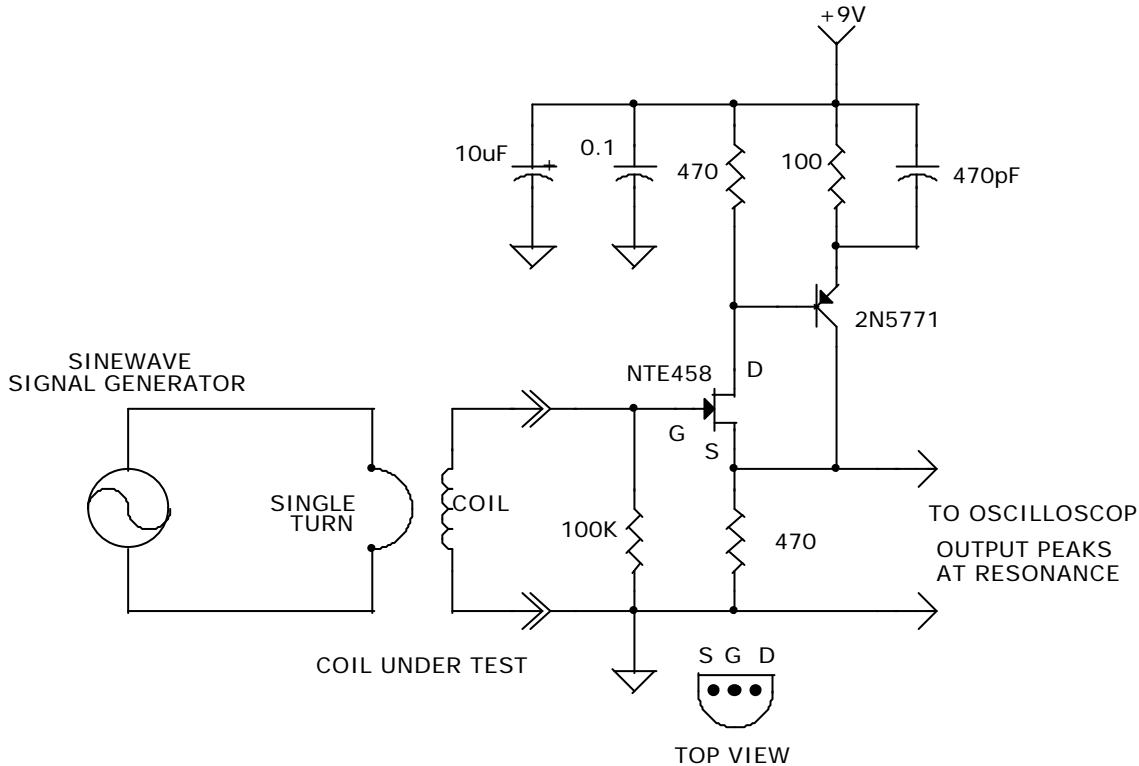 +9V
10uF
+
0.1
470
100
470pF
2N5771
SINEWAVE
SIGNAL GENERATOR
NTE458
D
G
S
SINGLE
TURN
COIL
100K
470
TO OSCILLOSCOP
OUTPUT PEAKS
AT RESONANCE
COIL UNDER TEST
S G D
TOP VIEW